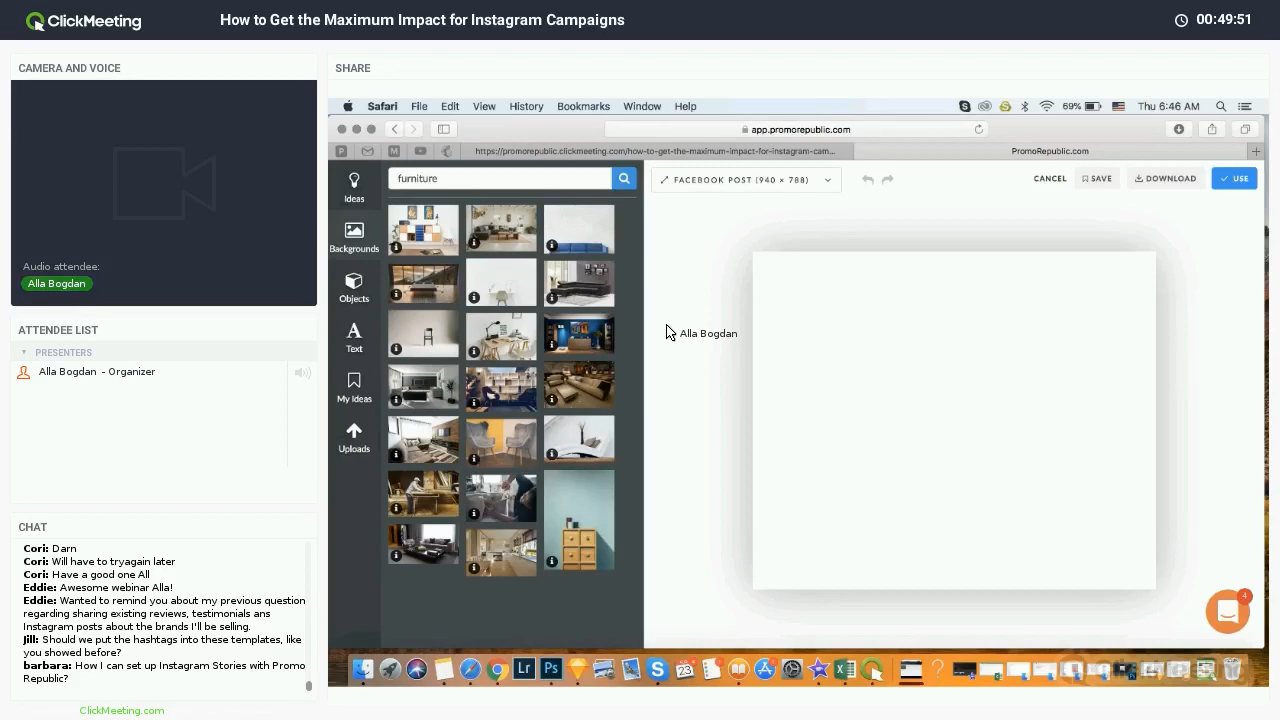 ClickMeeting
How to Get the Maximum Impact for Instagram Campaigns
00:49:51
CAMERA AND VOICE
Audio attendee:
Alla Bogdan
ATTENDEE LIST
PRESENTERS
Alla Bogdan - Organizer
CHAT
Cori: Darn
Cori: Will have to tryagain later
Cori: Have a good one All
Eddie: Awesome webinar Alla!
Eddie: Wanted to remind you about my previous question
regarding sharing existing reviews, testimonials ans
Instagram posts about the brands I'll be selling.
Jill: Should we put the hashtags into these templates, like
you showed before?
barbara: How I can set up Instagram Stories with Promo
Republic?
ClickMeeting.com
SHARE
Safari File Edit View History Bookmarks Window Help
69% Thu 6:46 AM
app.promorepublic.com
https://promorepublic.clickmeeting.com/how-to-get-the-maximum-impact-for-instagram-cam...
PromoRepublic.com
Ideas
Backgrounds
Objects
Text
My Ideas
Uploads
furniture
FACEBOOK POST (940 × 788)
CANCEL
SAVE
DOWNLOAD
USE
Alla Bogdan
4
Lr
Ps
23